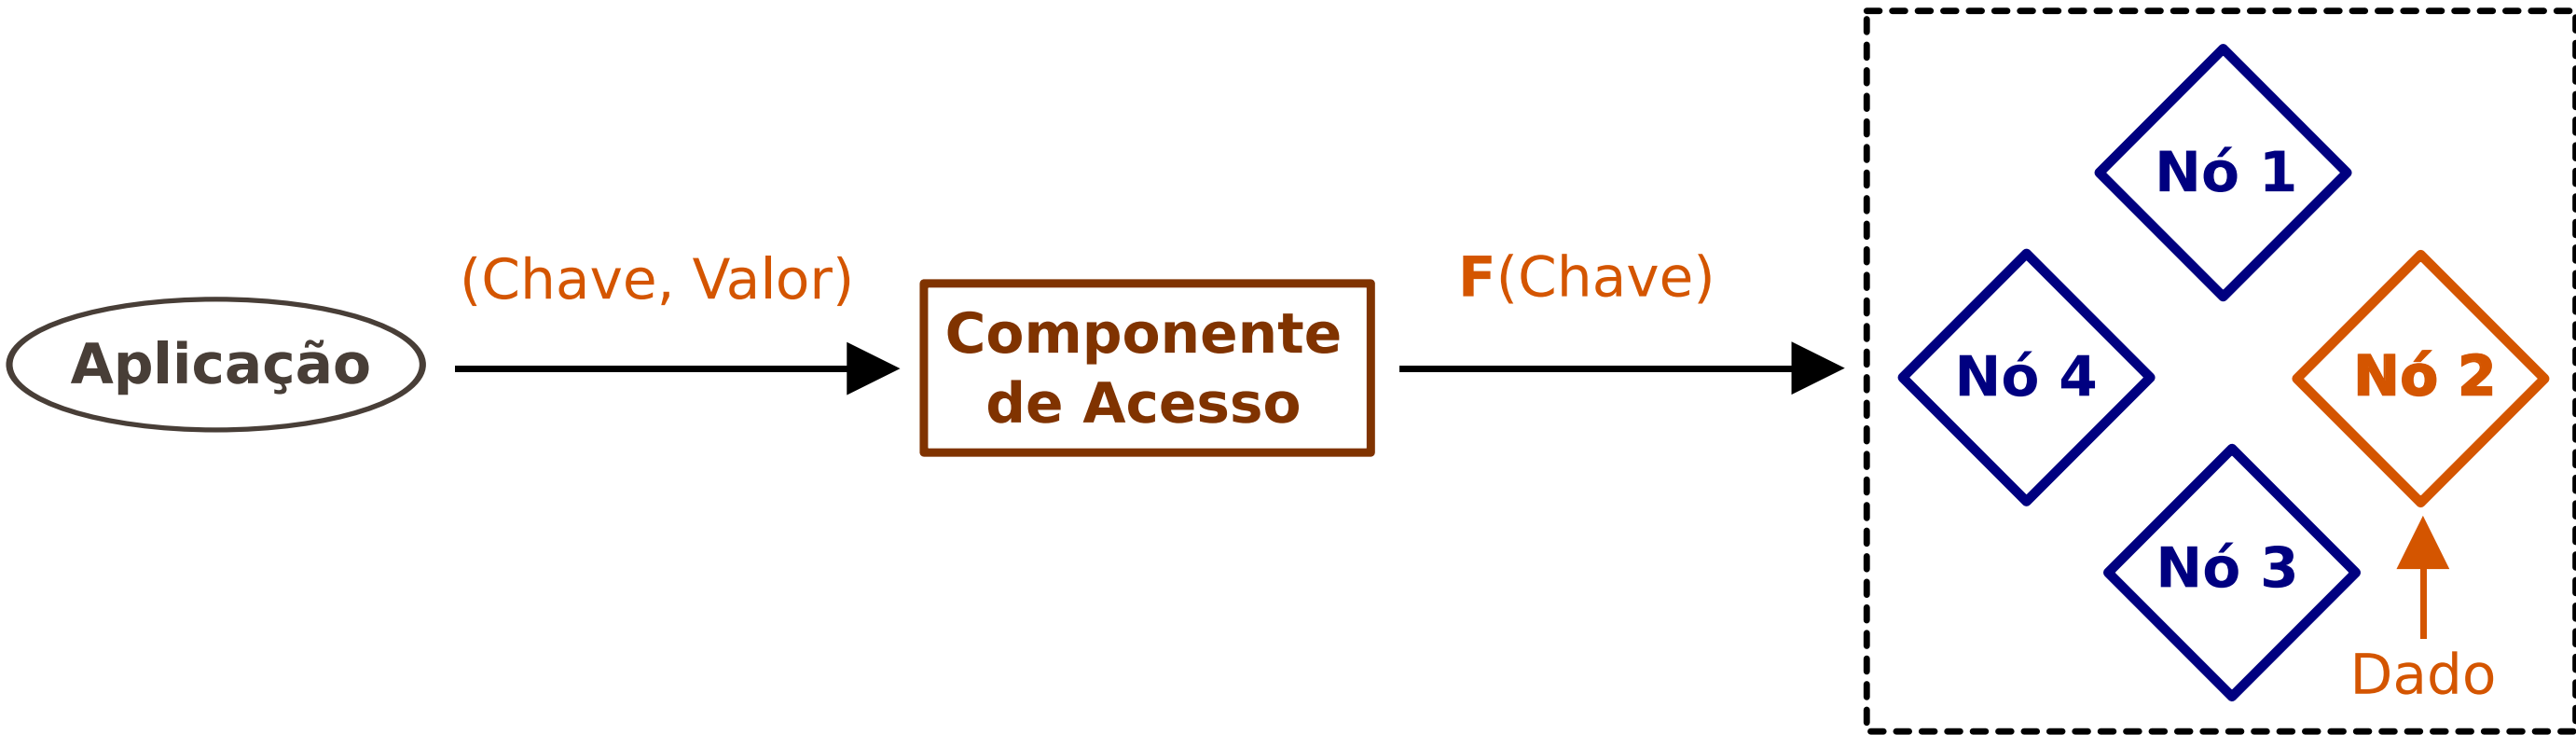 Aplicação
(Chave, Valor)
Componente
de Acesso
F(Chave)
Nó 1
Nó 4
Nó 2
Nó 3
Dado